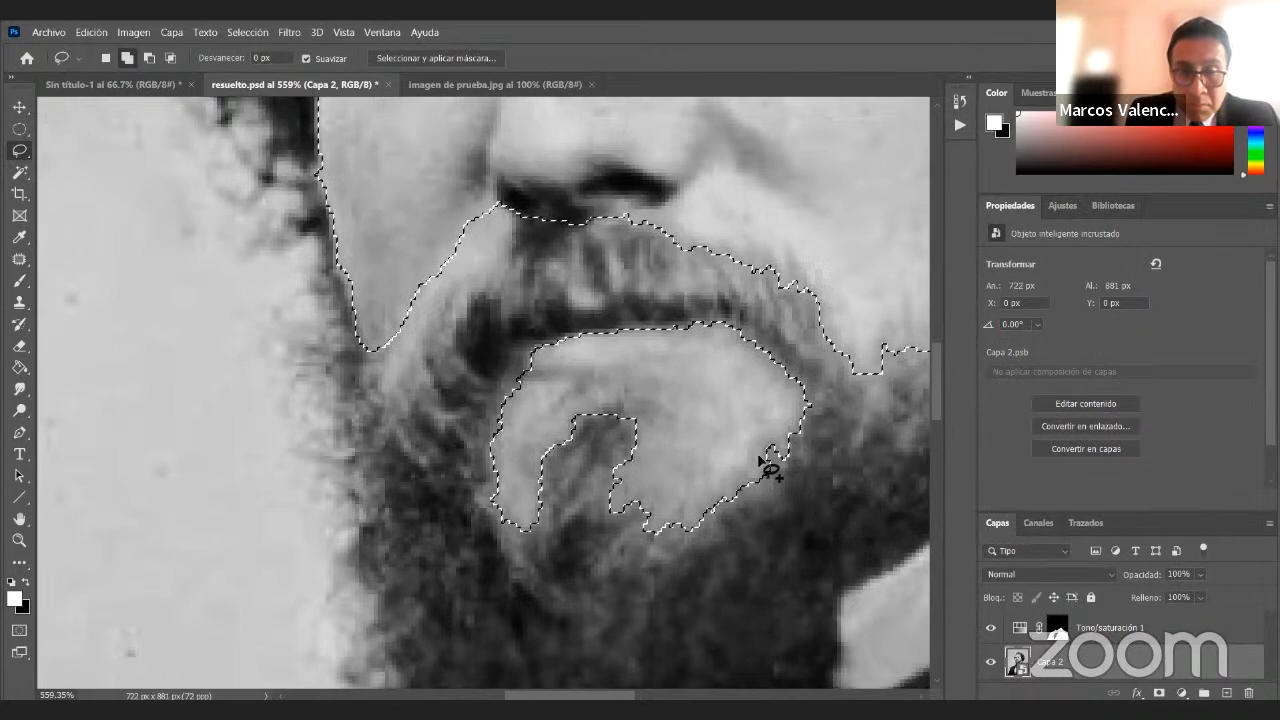 Ps Archivo Edición Imagen Capa Texto Selección Filtro 3D Vista Ventana Ayuda
Desvanecer: 0 px Suavizar Seleccionar y aplicar máscara...
Sin título-1 al 66.7% (RGB/8#) * × resuelto.psd al 559% (Capa 2, RGB/8#) * × imagen de prueba.jpg al 100% (RGB/8#) ×
Color Muestras
Marcos Valenc...
Propiedades Ajustes Bibliotecas
Objeto inteligente incrustado
Transformar
An.: 722 px Al.: 881 px
X: 0 px Y: 0 px
0.00°
Capa 2.psb
No aplicar composición de capas
Editar contenido
Convertir en enlazado...
Convertir en capas
Capas Canales Trazados
Tipo
Normal Opacidad: 100%
Bloq.: Relleno: 100%
Tono/saturación 1
Capa 2
zoom
559.35% 722 px x 881 px (72 ppp)